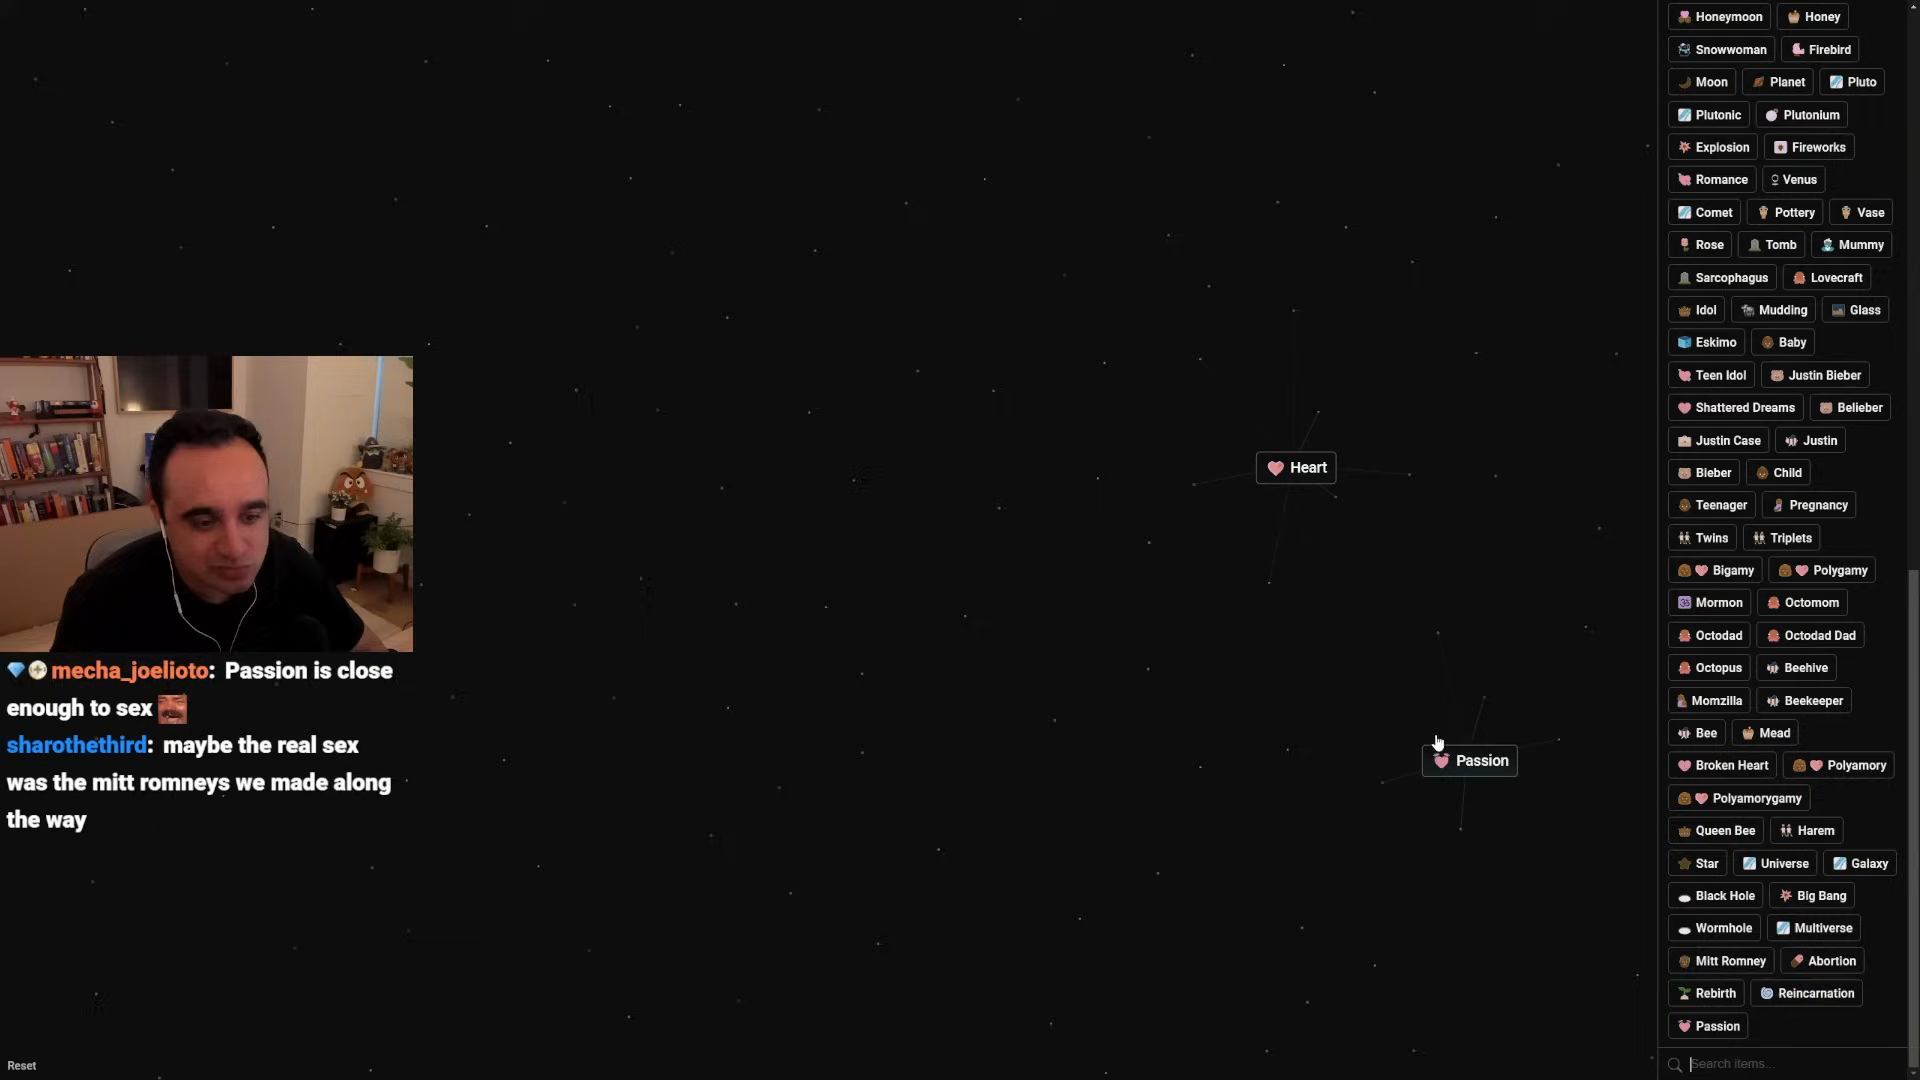 Honeymoon Honey
Snowwoman Firebird
Moon Planet Pluto
Plutonic Plutonium
Explosion Fireworks
Romance Venus
Comet Pottery Vase
Rose Tomb Mummy
Sarcophagus Lovecraft
Idol Mudding Glass
Eskimo Baby
Teen Idol Justin Bieber
Shattered Dreams Belieber
Justin Case Justin
Bieber Child
Teenager Pregnancy
Twins Triplets
Bigamy Polygamy
Mormon Octomom
Octodad Octodad Dad
Octopus Beehive
Momzilla Beekeeper
Bee Mead
Broken Heart Polyamory
Polyamorygamy
Queen Bee Harem
Star Universe Galaxy
Black Hole Big Bang
Wormhole Multiverse
Mitt Romney Abortion
Rebirth Reincarnation
Passion
Search items...
Heart
Passion
mecha_joelioto: Passion is close
enough to sex
sharothethird: maybe the real sex
was the mitt romneys we made along
the way
Reset